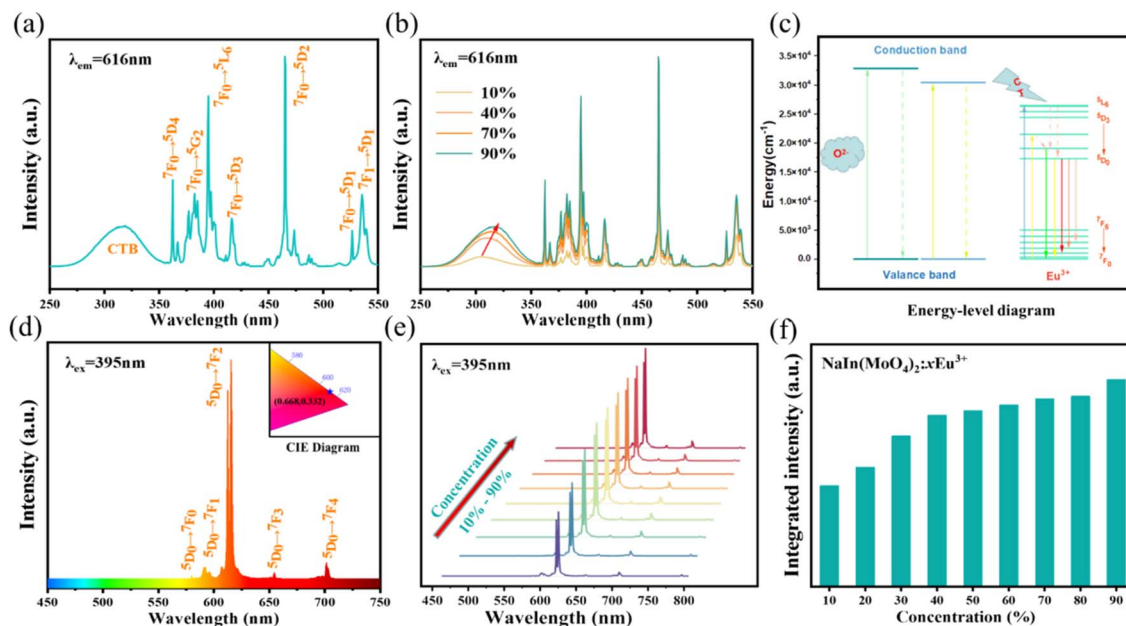 (a)
λem=616nm
Intensity (a.u.)
CTB
7F0→5D4
7F0→5G2
7F0→5L6
7F0→5D3
7F0→5D2
7F0→5D1
7F1→5D1
250 300 350 400 450 500 550
Wavelength (nm)
(b)
λem=616nm
10%
40%
70%
90%
Intensity (a.u.)
250 300 350 400 450 500 550
Wavelength (nm)
(c)
Energy(cm⁻¹)
3.5×10⁴
3.0×10⁴
2.5×10⁴
2.0×10⁴
1.5×10⁴
1.0×10⁴
5.0×10³
0.0
Conduction band
O²⁻
CT
Valance band
⁵L₆
⁵D₃
⁵D₀
⁷F₆
⁷F₀
Eu³⁺
Energy-level diagram
(d)
λex=395nm
Intensity (a.u.)
5D0→7F0
5D0→7F1
5D0→7F2
5D0→7F3
5D0→7F4
580
600
620
(0.668,0.332)
CIE Diagram
450 500 550 600 650 700 750
Wavelength (nm)
(e)
λex=395nm
Intensity (a.u.)
Concentration
10% - 90%
450 500 550 600 650 700 750 800
Wavelength (nm)
(f)
NaIn(MoO₄)₂:xEu³⁺
Integrated intensity (a.u.)
10 20 30 40 50 60 70 80 90
Concentration (%)